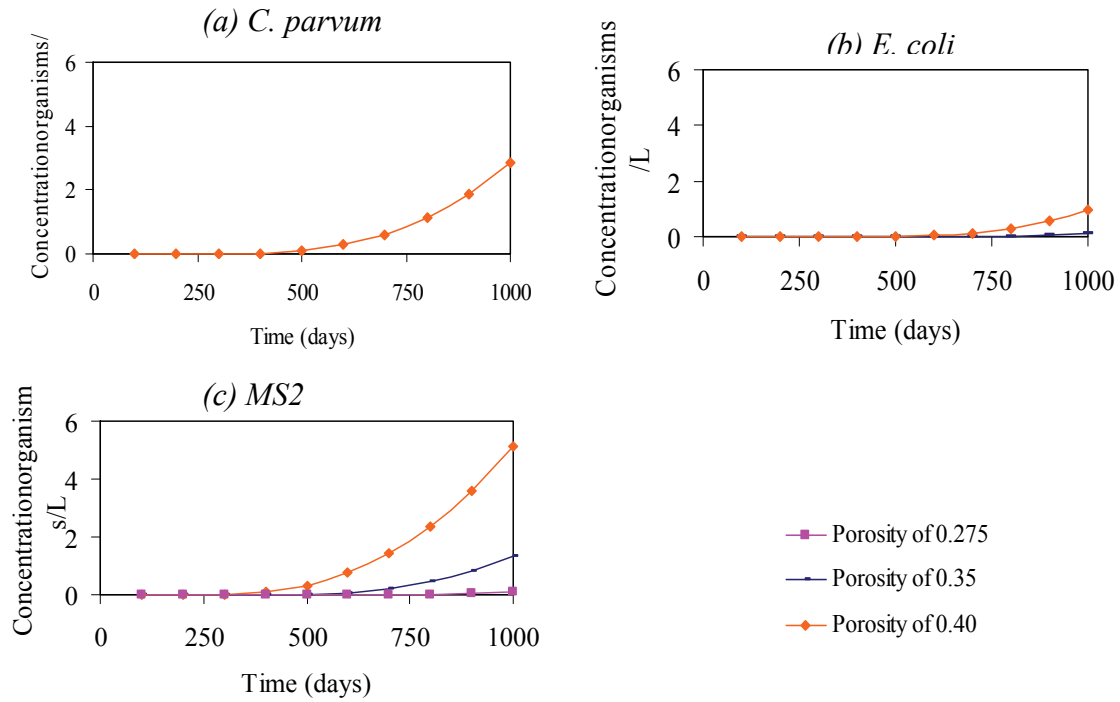 (a) C. parvum
Concentrationorganisms/
6
4
2
0
0 250 500 750 1000
Time (days)
(b) E. coli
Concentrationorganisms
/L
6
4
2
0
0 250 500 750 1000
Time (days)
(c) MS2
Concentrationorganism
s/L
6
4
2
0
0 250 500 750 1000
Time (days)
Porosity of 0.275
Porosity of 0.35
Porosity of 0.40